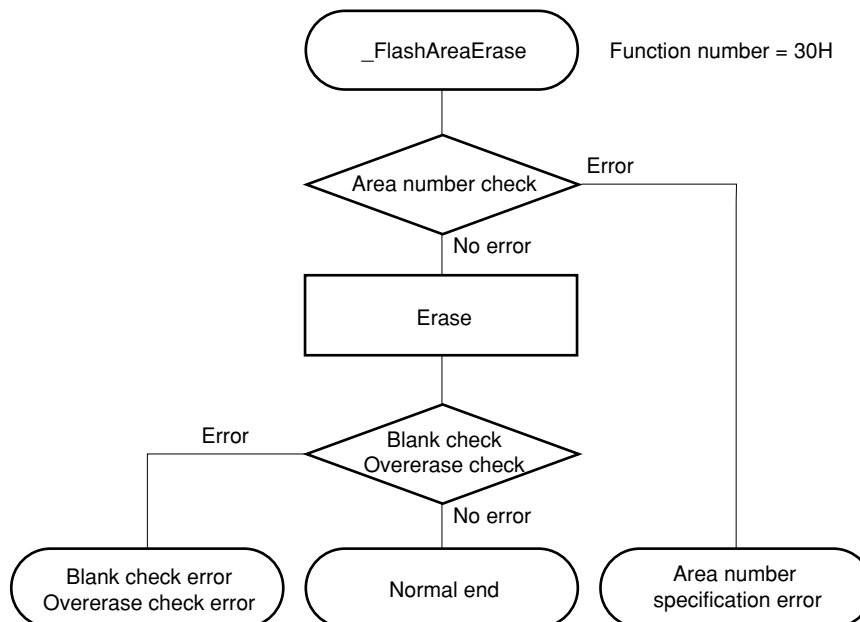 _FlashAreaErase
Function number = 30H
Area number check
Error
No error
Erase
Error
Blank check
Overerase check
No error
Blank check error
Overerase check error
Normal end
Area number
specification error